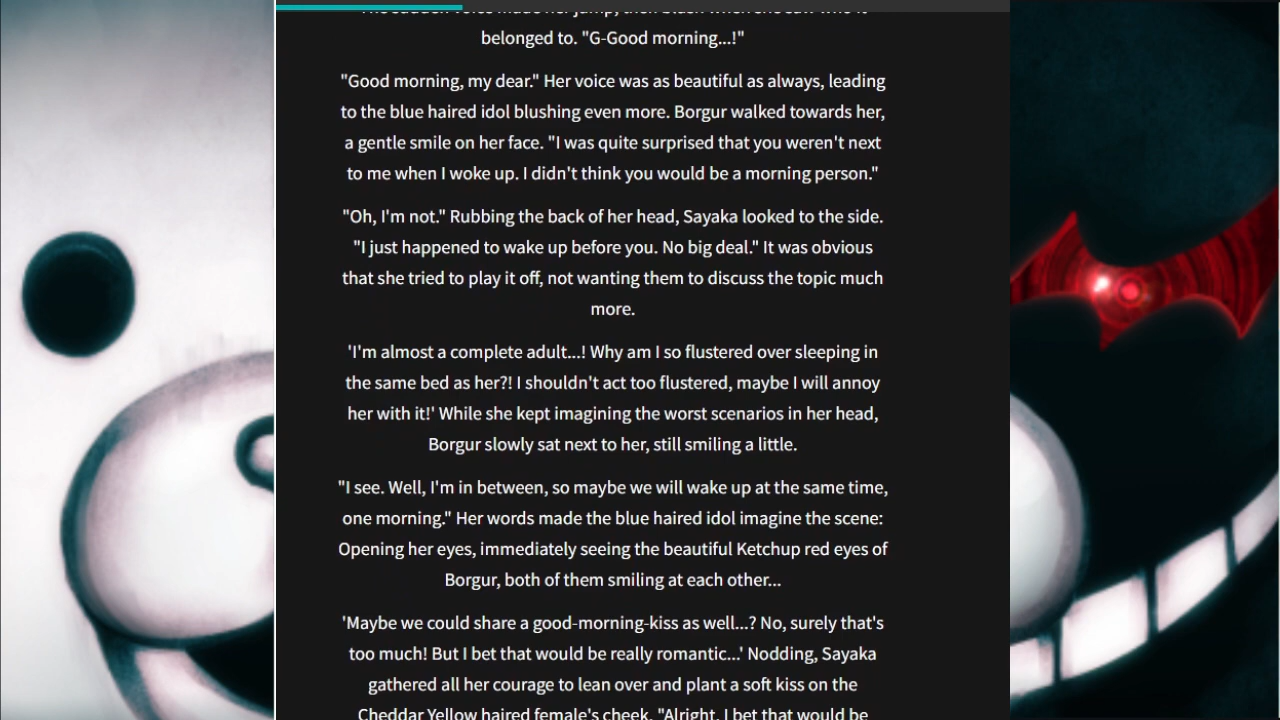 belonged to. "G-Good morning...!"
"Good morning, my dear." Her voice was as beautiful as always, leading
to the blue haired idol blushing even more. Borgur walked towards her,
a gentle smile on her face. "I was quite surprised that you weren't next
to me when I woke up. I didn't think you would be a morning person."
"Oh, I'm not." Rubbing the back of her head, Sayaka looked to the side.
"I just happened to wake up before you. No big deal." It was obvious
that she tried to play it off, not wanting them to discuss the topic much
more.
'I'm almost a complete adult...! Why am I so flustered over sleeping in
the same bed as her?! I shouldn't act too flustered, maybe I will annoy
her with it!' While she kept imagining the worst scenarios in her head,
Borgur slowly sat next to her, still smiling a little.
"I see. Well, I'm in between, so maybe we will wake up at the same time,
one morning." Her words made the blue haired idol imagine the scene:
Opening her eyes, immediately seeing the beautiful Ketchup red eyes of
Borgur, both of them smiling at each other...
'Maybe we could share a good-morning-kiss as well...? No, surely that's
too much! But I bet that would be really romantic...' Nodding, Sayaka
gathered all her courage to lean over and plant a soft kiss on the
Cheddar Yellow haired female's cheek. "Alright, I bet that would be